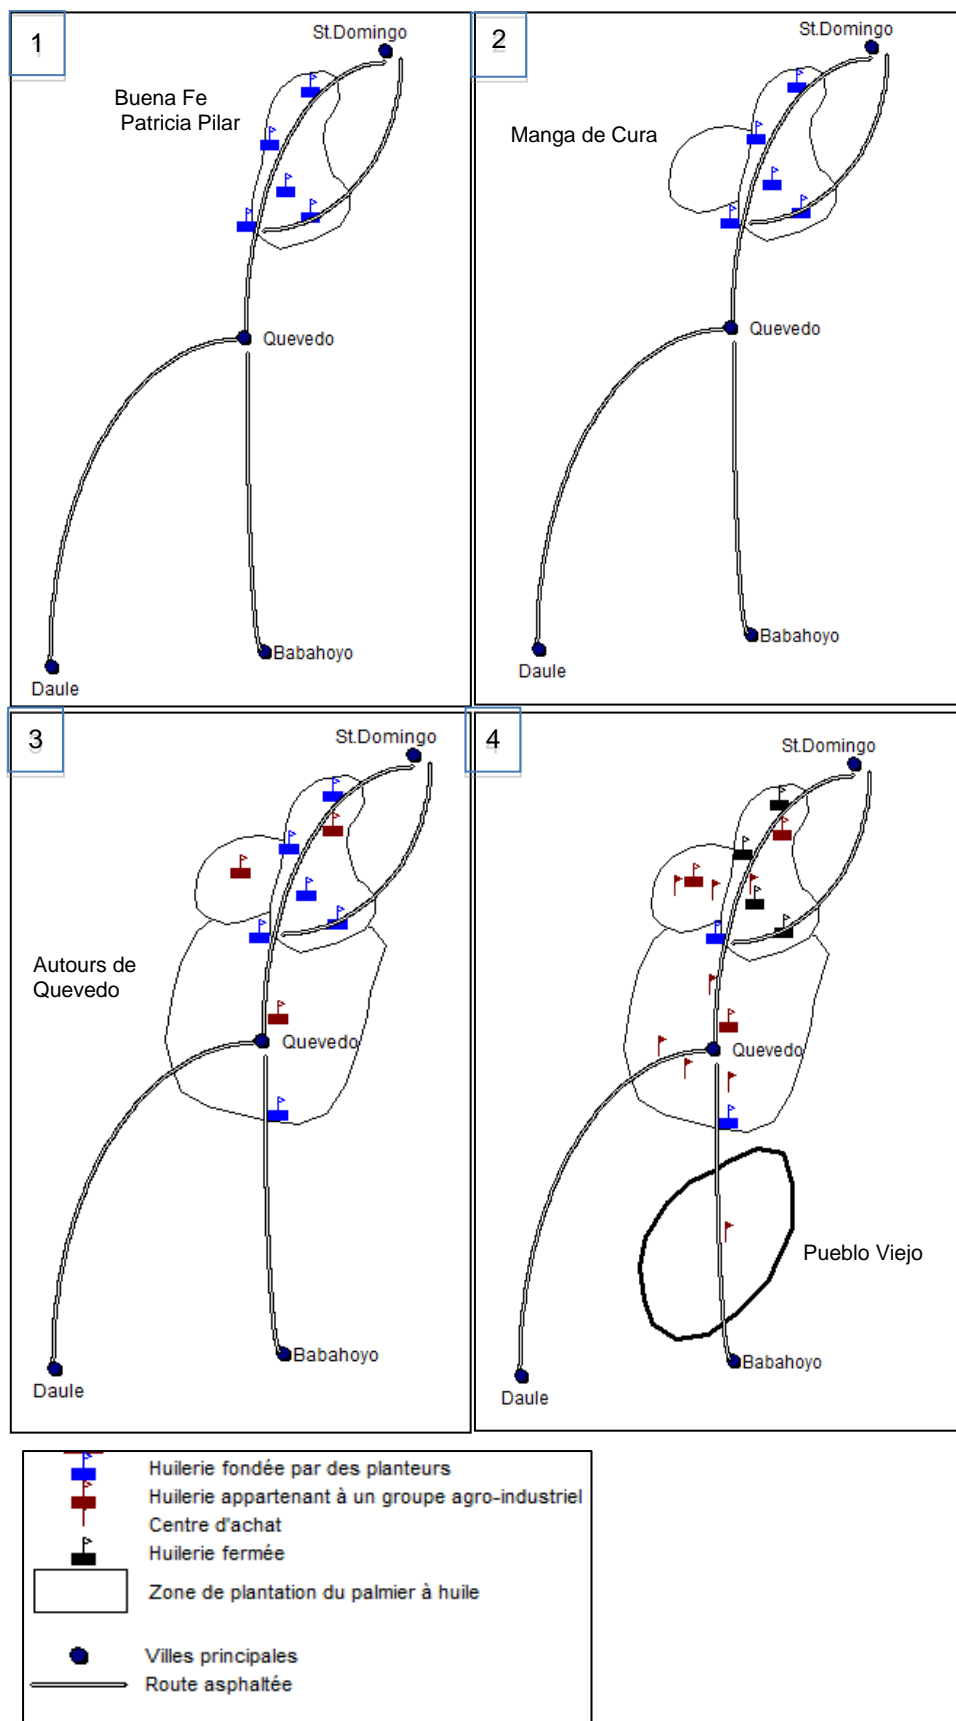 1
St.Domingo
Buena Fe
Patricia Pilar
Quevedo
Babahoyo
Daule
2
St.Domingo
Manga de Cura
Quevedo
Babahoyo
Daule
3
St.Domingo
Autours de
Quevedo
Quevedo
Babahoyo
Daule
4
St.Domingo
Quevedo
Pueblo Viejo
Babahoyo
Daule
Huilerie fondée par des planteurs
Huilerie appartenant à un groupe agro-industriel
Centre d'achat
Huilerie fermée
Zone de plantation du palmier à huile
Villes principales
Route asphaltée